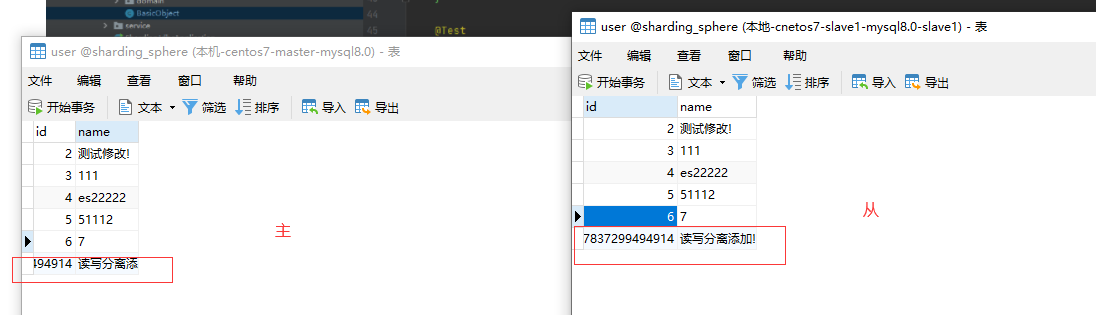 domain
BasicObject
service
44
45
@Test
user @sharding_sphere (本机-centos7-master-mysql8.0) - 表
文件 编辑 查看 窗口 帮助
开始事务 文本 筛选 排序 导入 导出
id name
2 测试修改!
3 111
4 es22222
5 51112
6 7
494914 读写分离添
主
user @sharding_sphere (本地-cnetos7-slave1-mysql8.0-slave1) - 表
文件 编辑 查看 窗口 帮助
开始事务 文本 筛选 排序 导入 导出
id name
2 测试修改!
3 111
4 es22222
5 51112
6 7
7837299494914 读写分离添加!
从